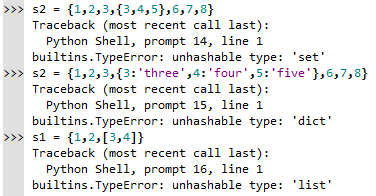 >>> s2 = {1,2,3,{3,4,5},6,7,8}
Traceback (most recent call last):
Python Shell, prompt 14, line 1
builtins.TypeError: unhashable type: 'set'
>>> s2 = {1,2,3,{3:'three',4:'four',5:'five'},6,7,8}
Traceback (most recent call last):
Python Shell, prompt 15, line 1
builtins.TypeError: unhashable type: 'dict'
>>> s1 = {1,2,[3,4]}
Traceback (most recent call last):
Python Shell, prompt 16, line 1
builtins.TypeError: unhashable type: 'list'